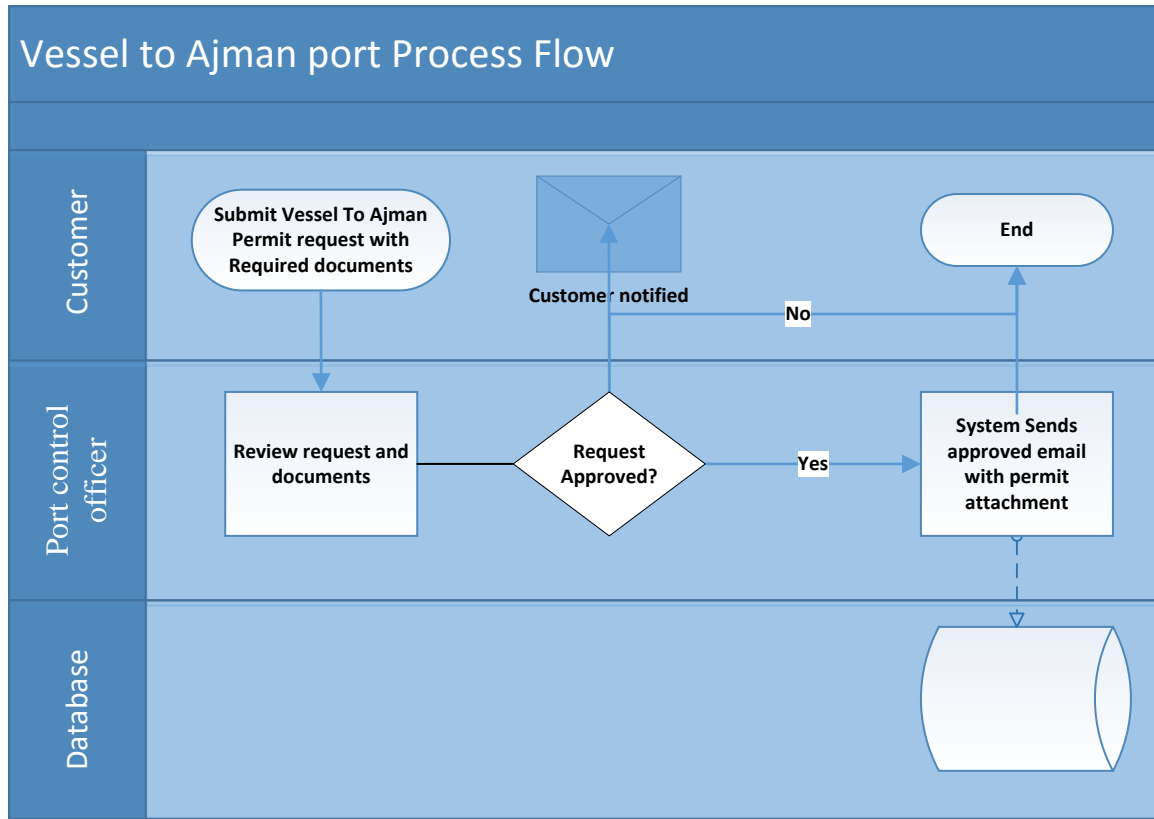 Vessel to Ajman port Process Flow
Customer
Submit Vessel To Ajman
Permit request with
Required documents
Customer notified
End
No
Port control
officer
Review request and
documents
Request
Approved?
Yes
System Sends
approved email
with permit
attachment
Database